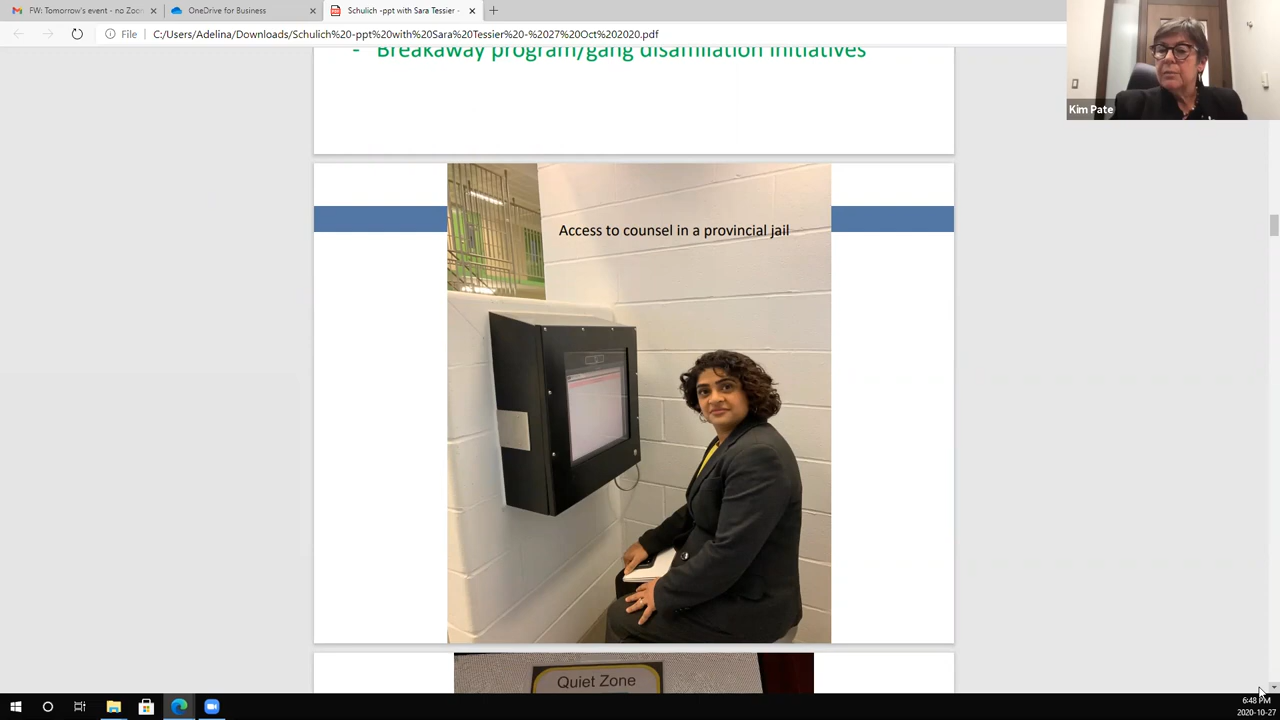 FW: Tomorrow's event - no Zoo
OneDrive for Business
Schulich -ppt with Sara Tessier -
File
C:/Users/Adelina/Downloads/Schulich%20-ppt%20with%20Sara%20Tessier%20-%2027%20Oct%202020.pdf
- Breakaway program/gang disaffiliation initiatives
Kim Pate
Access to counsel in a provincial jail
Quiet Zone
6:48 PM
2020-10-27